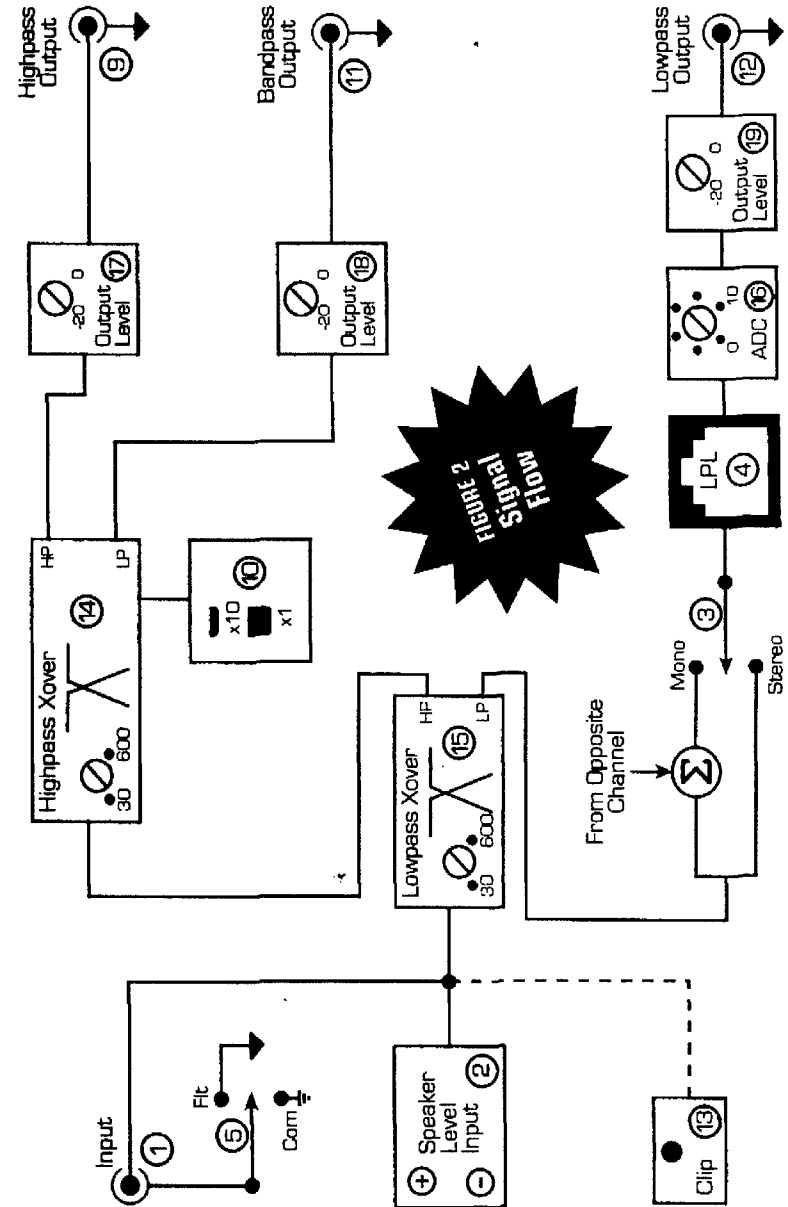 Input
1
Flt
5
Com
+ Speaker
Level
- Input
2
Clip
13
Highpass Xover
30 600
14
HP
LP
x10
x1
10
Lowpass Xover
30 600
15
HP
LP
From Opposite
Channel
Σ
Mono
Stereo
3
LPL
4
0 10
ADC 16
-20 0
Output
Level
17
-20 0
Output
Level
18
-20 0
Output
Level
19
Highpass
Output
9
Bandpass
Output
11
Lowpass
Output
12
FIGURE 2
Signal
Flow